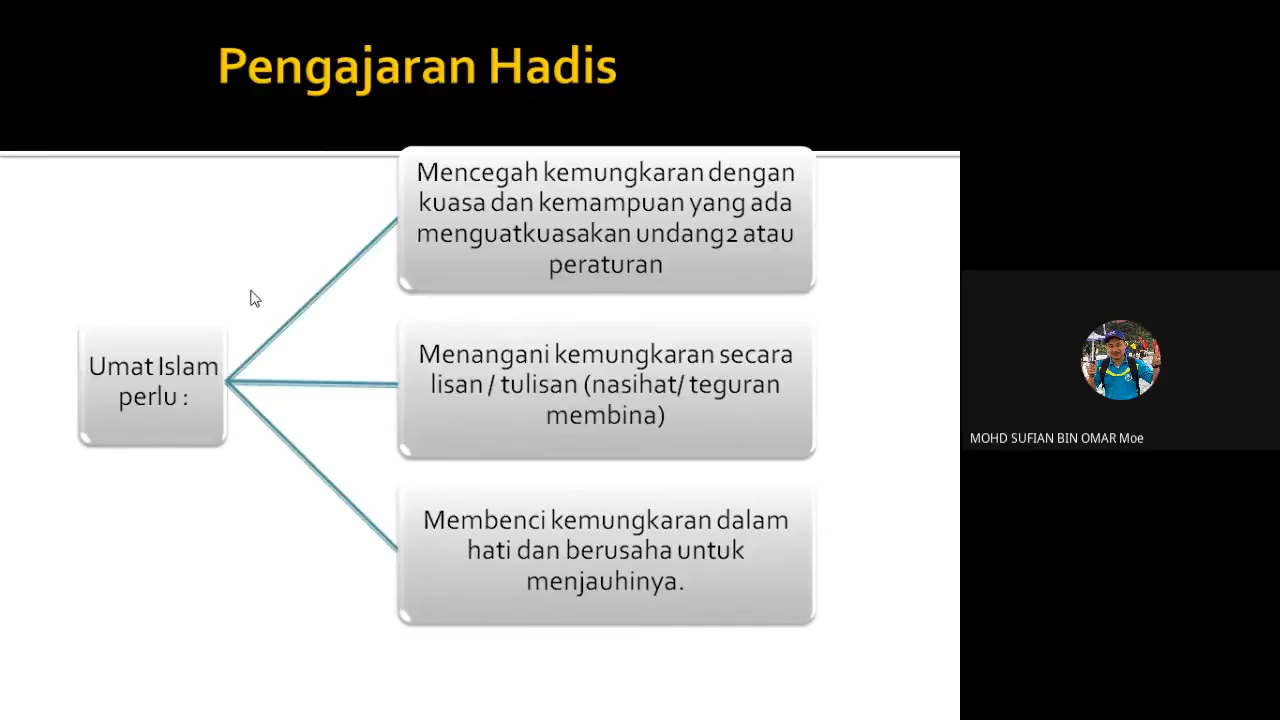 Pengajaran Hadis
Mencegah kemungkaran dengan
kuasa dan kemampuan yang ada
menguatkuasakan undang2 atau
peraturan
Umat Islam
perlu :
Menangani kemungkaran secara
lisan / tulisan (nasihat/ teguran
membina)
Membenci kemungkaran dalam
hati dan berusaha untuk
menjauhinya.
MOHD SUFIAN BIN OMAR Moe